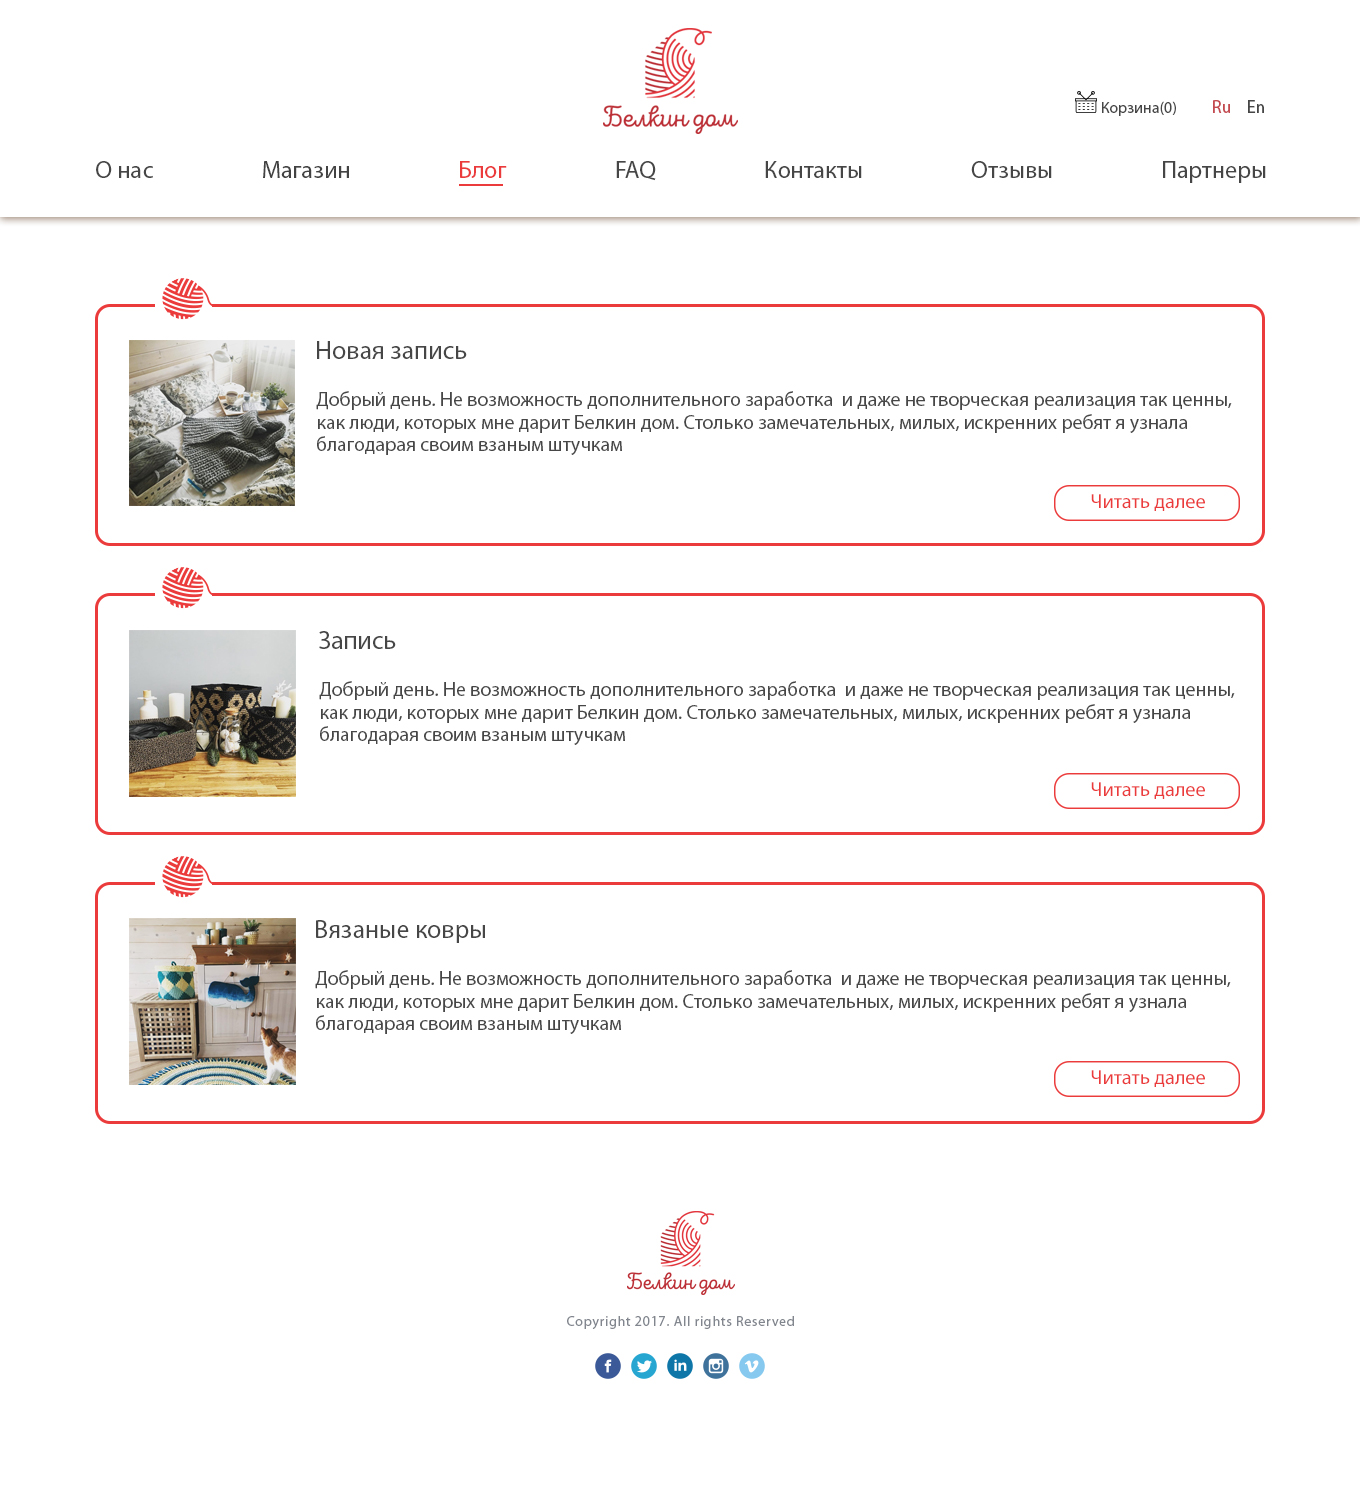 Белкин дом
Корзина(0) Ru En
О нас Магазин Блог FAQ Контакты Отзывы Партнеры
Новая запись
Добрый день. Не возможность дополнительного заработка и даже не творческая реализация так ценны,
как люди, которых мне дарит Белкин дом. Столько замечательных, милых, искренних ребят я узнала
благодарая своим взаным штучкам
Читать далее
Запись
Добрый день. Не возможность дополнительного заработка и даже не творческая реализация так ценны,
как люди, которых мне дарит Белкин дом. Столько замечательных, милых, искренних ребят я узнала
благодарая своим взаным штучкам
Читать далее
Вязаные ковры
Добрый день. Не возможность дополнительного заработка и даже не творческая реализация так ценны,
как люди, которых мне дарит Белкин дом. Столько замечательных, милых, искренних ребят я узнала
благодарая своим взаным штучкам
Читать далее
Белкин дом
Copyright 2017. All rights Reserved